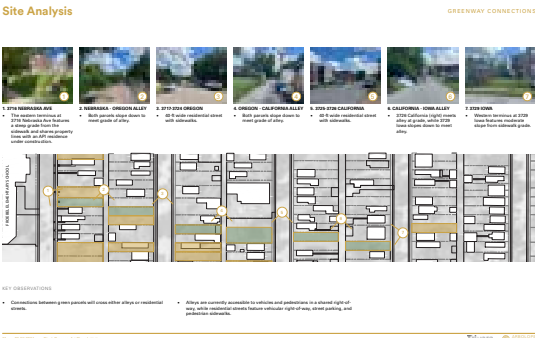 Site Analysis
GREENWAY CONNECTIONS
1. 3716 NEBRASKA AVE
• The eastern terminus at
3716 Nebraska Ave features
a steep grade from the
sidewalk and shares property
lines with an API residence
under construction.
2. NEBRASKA - OREGON ALLEY
• Both parcels slope down to
meet grade of alley.
3. 3717-3724 OREGON
• 40-ft wide residential street
with sidewalks.
4. OREGON - CALIFORNIA ALLEY
• Both parcels slope down to
meet grade of alley.
5. 3725-3726 CALIFORNIA
• 40-ft wide residential street
with sidewalks.
6. CALIFORNIA - IOWA ALLEY
• 3726 California (right) meets
alley at grade, while 3729
Iowa slopes down to meet
alley.
7. 3729 IOWA
• Western terminus at 3729
Iowa features moderate
slope from sidewalk grade.
KEY OBSERVATIONS
• Connections between green parcels will cross either alleys or residential
streets.
• Alleys are currently accessible to vehicles and pedestrians in a shared right-of-
way, while residential streets feature vehicular right-of-way, street parking, and
pedestrian sidewalks.